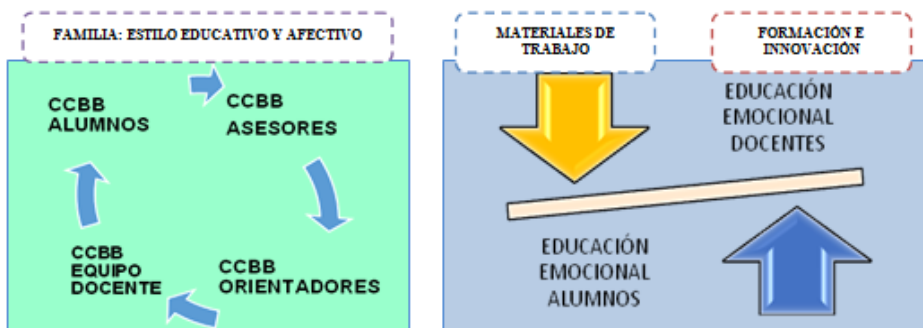 FAMILIA: ESTILO EDUCATIVO Y AFECTIVO
CCBB
ALUMNOS
CCBB
ASESORES
CCBB
EQUIPO
DOCENTE
CCBB
ORIENTADORES
MATERIALES DE
TRABAJO
FORMACIÓN E
INNOVACIÓN
EDUCACIÓN
EMOCIONAL
DOCENTES
EDUCACIÓN
EMOCIONAL
ALUMNOS